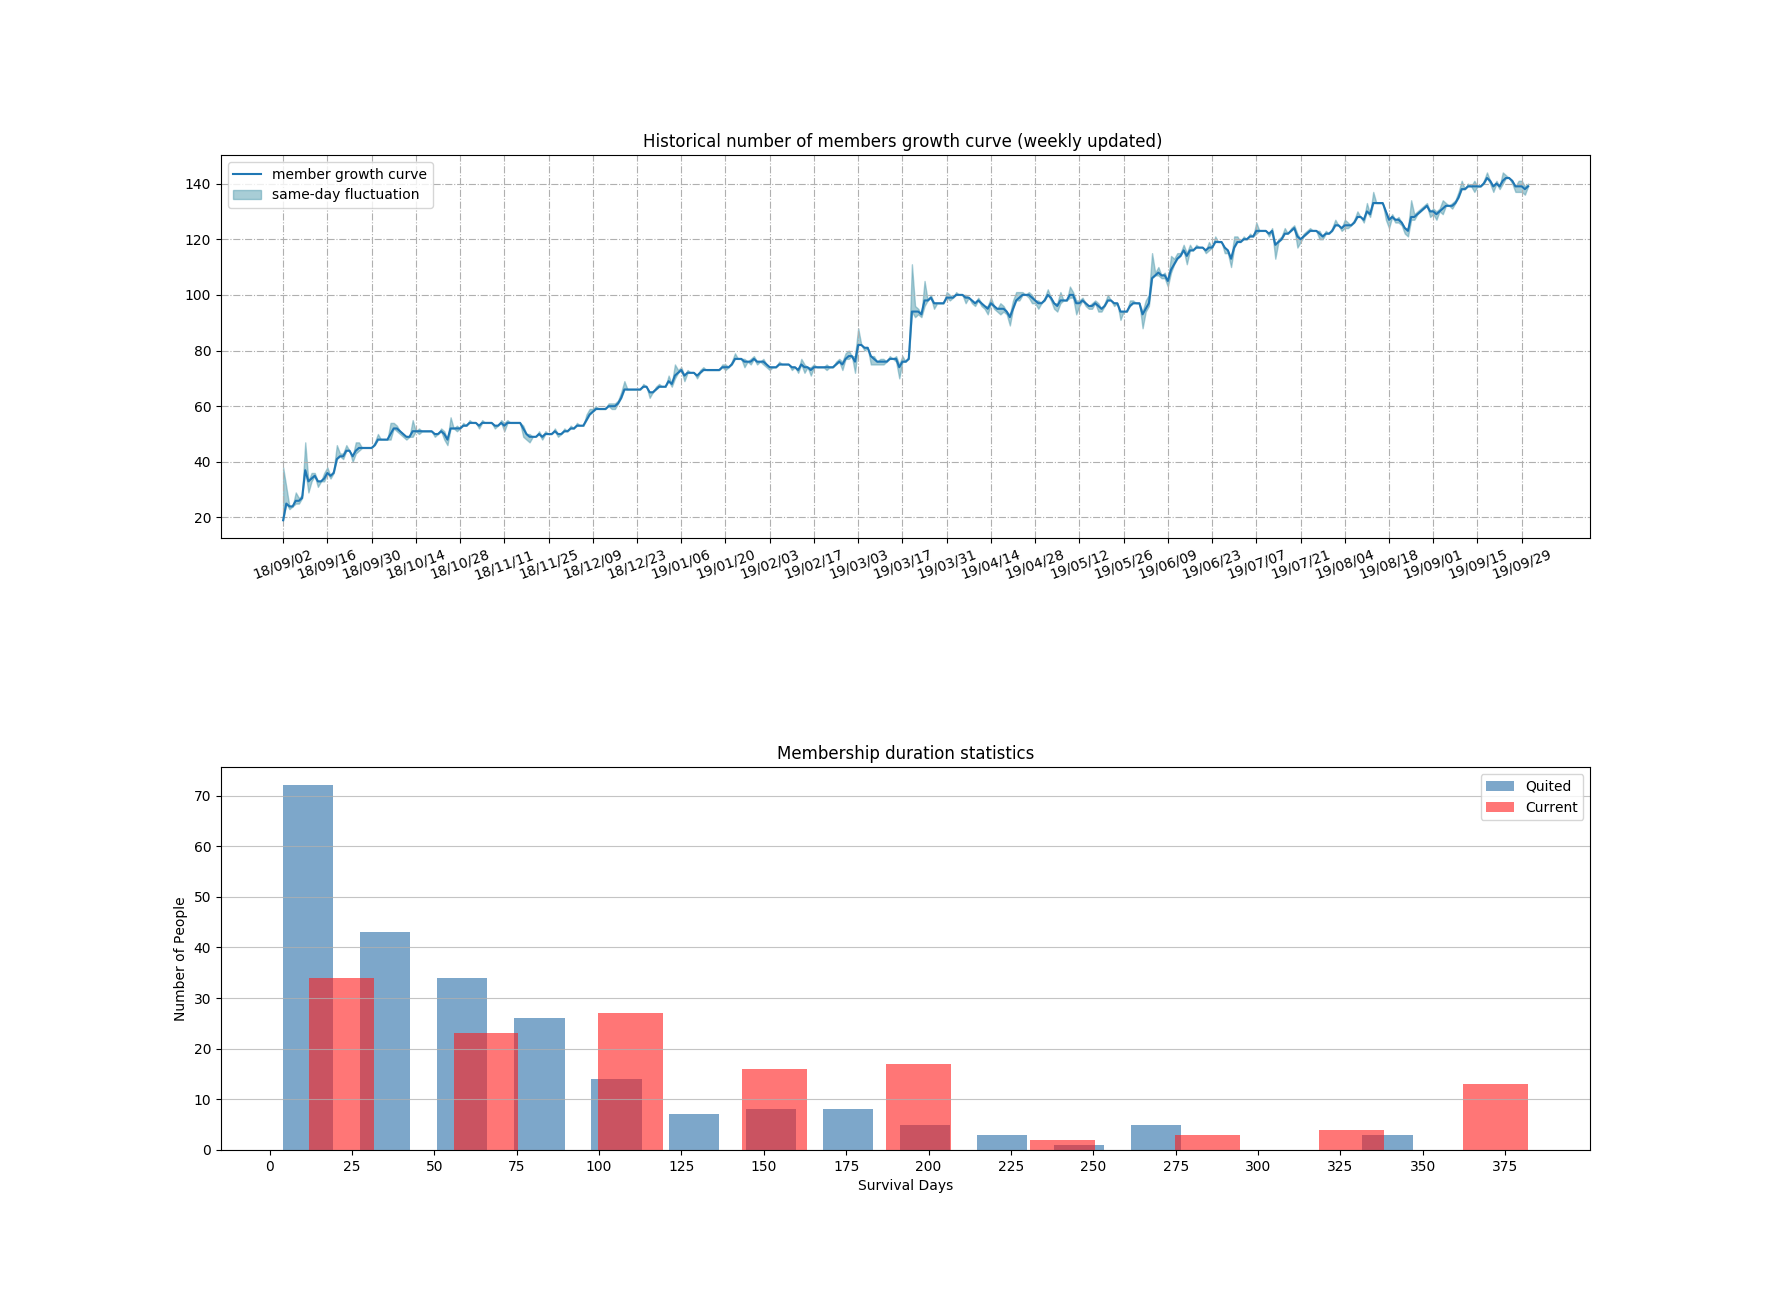 Historical number of members growth curve (weekly updated)
member growth curve
same-day fluctuation
140
120
100
80
60
40
20
18/09/02 18/09/16 18/09/30 18/10/14 18/10/28 18/11/11 18/11/25 18/12/09 18/12/23 19/01/06 19/01/20 19/02/03 19/02/17 19/03/03 19/03/17 19/03/31 19/04/14 19/04/28 19/05/12 19/05/26 19/06/09 19/06/23 19/07/07 19/07/21 19/08/04 19/08/18 19/09/01 19/09/15 19/09/29
Membership duration statistics
Quited
Current
Number of People
70
60
50
40
30
20
10
0
0 25 50 75 100 125 150 175 200 225 250 275 300 325 350 375
Survival Days